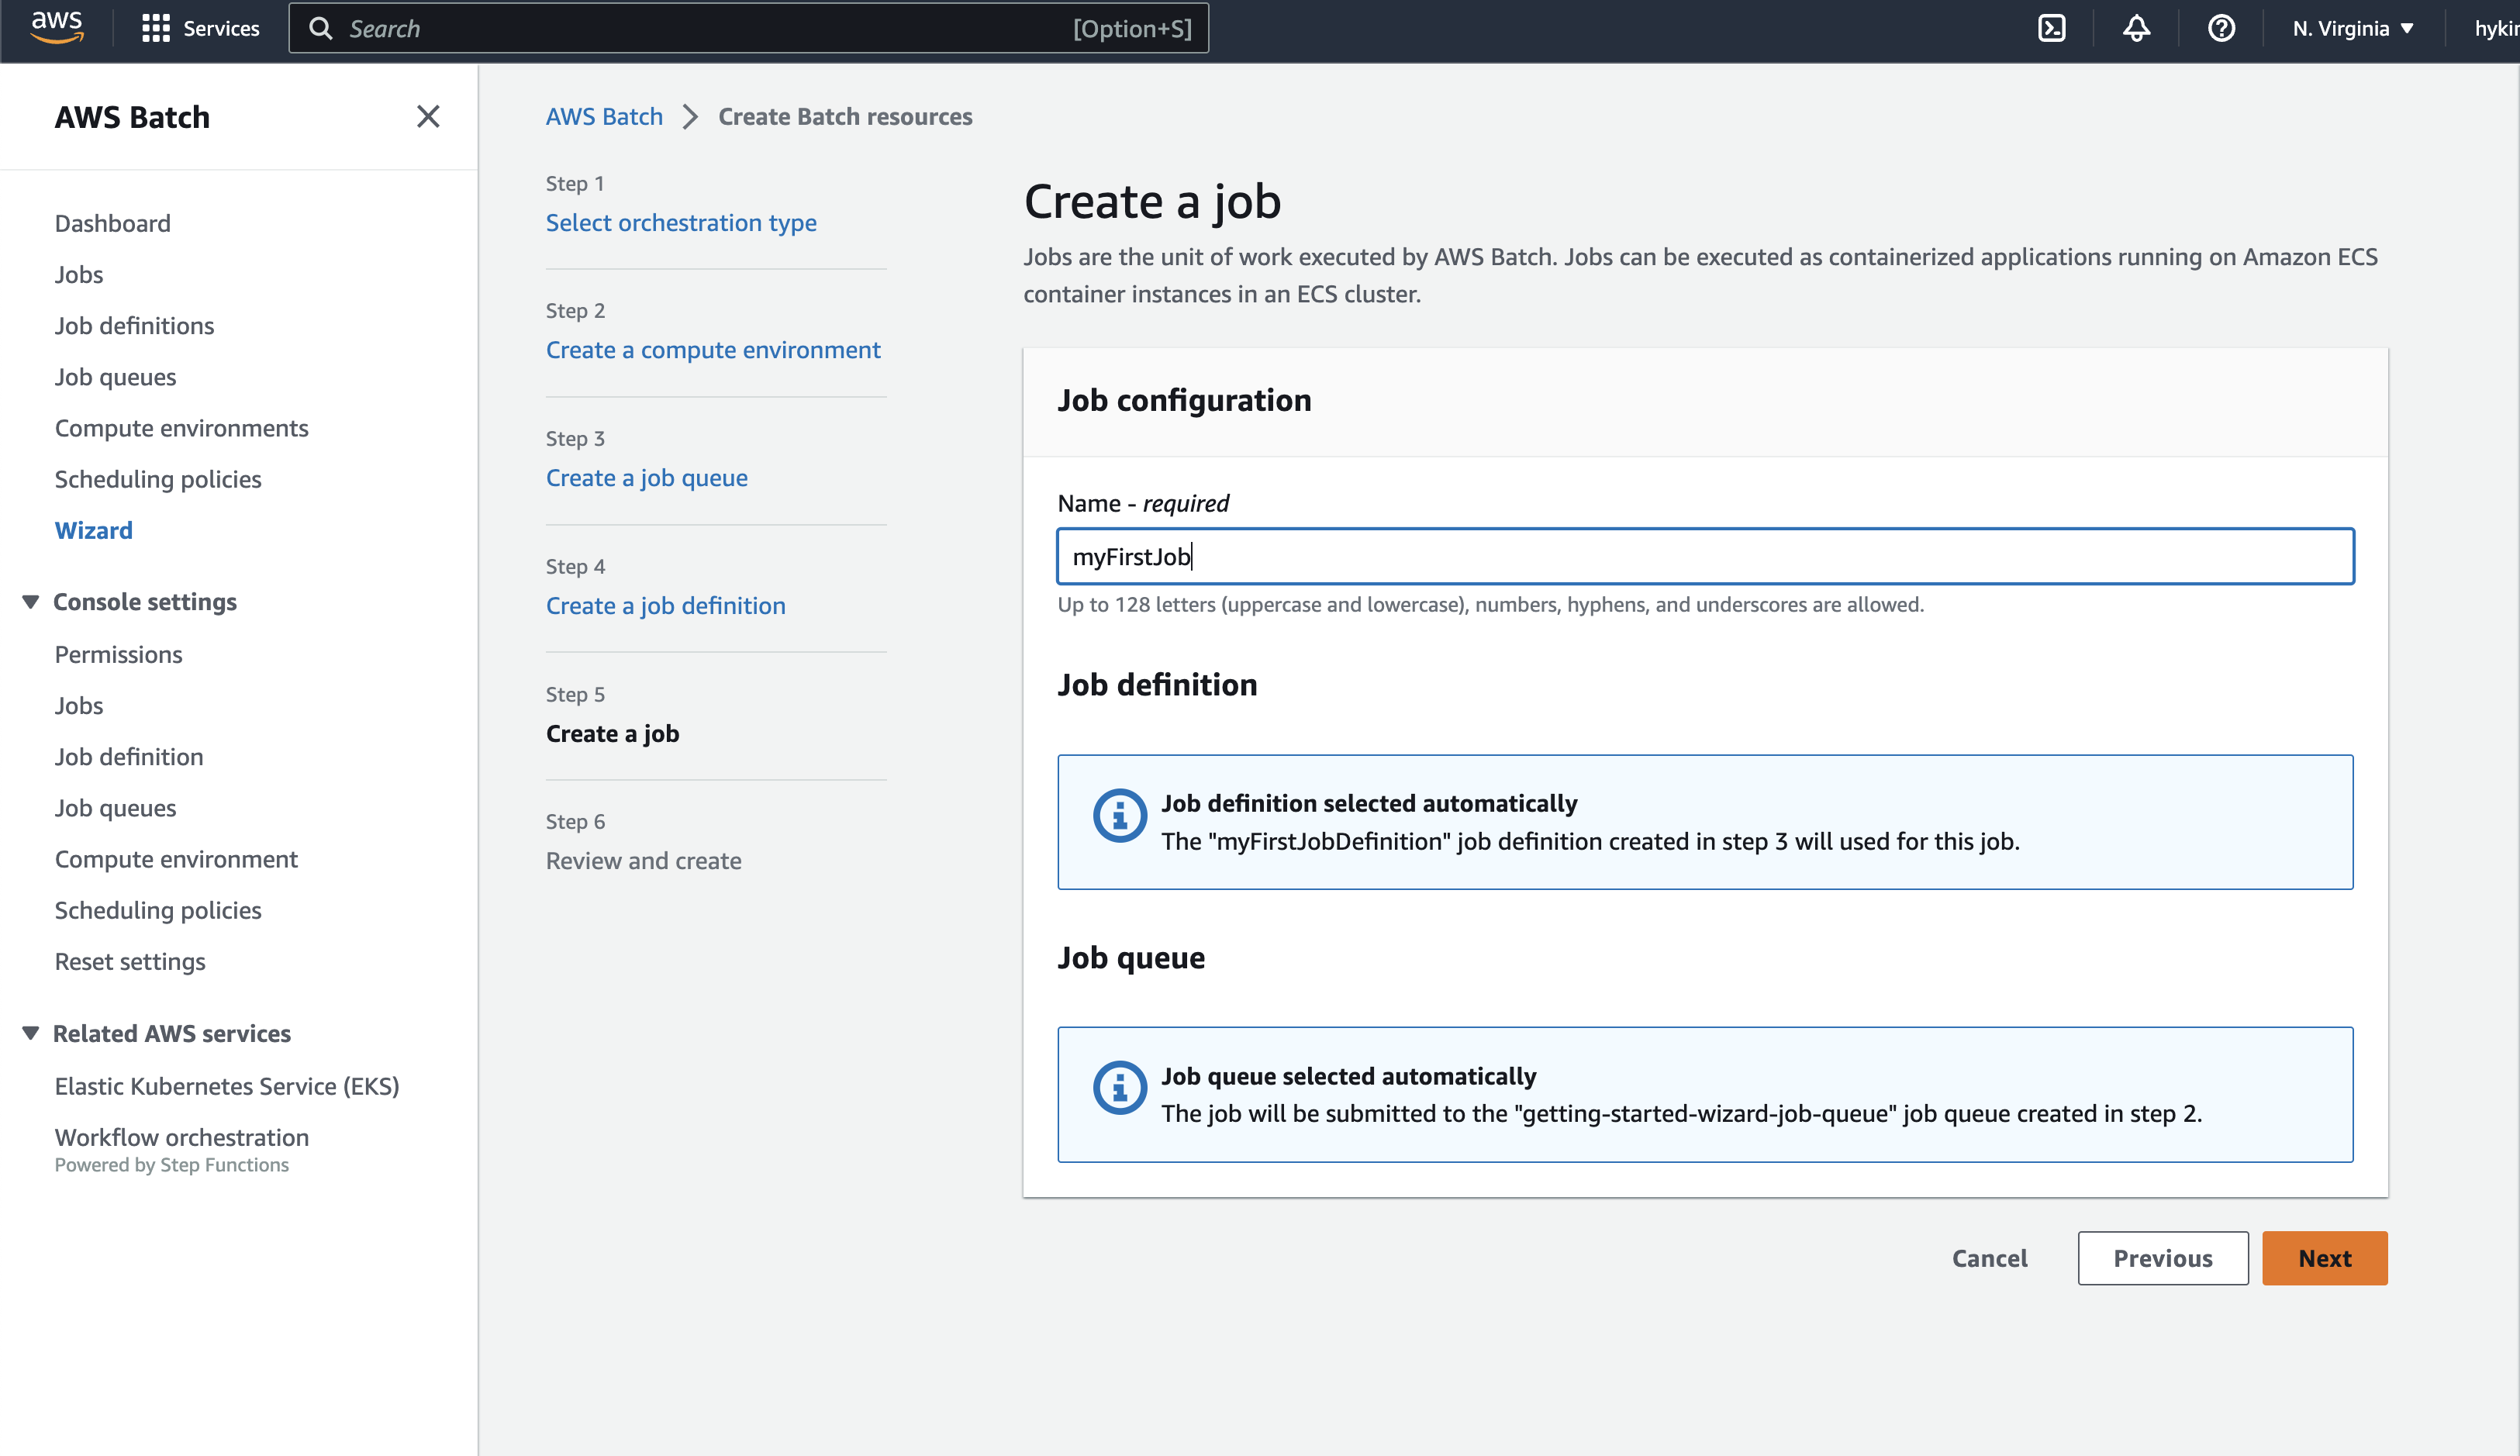 aws
Services
Search
[Option+S]
N. Virginia
hykin
AWS Batch
Dashboard
Jobs
Job definitions
Job queues
Compute environments
Scheduling policies
Wizard
Console settings
Permissions
Jobs
Job definition
Job queues
Compute environment
Scheduling policies
Reset settings
Related AWS services
Elastic Kubernetes Service (EKS)
Workflow orchestration
Powered by Step Functions
AWS Batch
Create Batch resources
Step 1
Select orchestration type
Step 2
Create a compute environment
Step 3
Create a job queue
Step 4
Create a job definition
Step 5
Create a job
Step 6
Review and create
Create a job
Jobs are the unit of work executed by AWS Batch. Jobs can be executed as containerized applications running on Amazon ECS
container instances in an ECS cluster.
Job configuration
Name - required
myFirstJob
Up to 128 letters (uppercase and lowercase), numbers, hyphens, and underscores are allowed.
Job definition
Job definition selected automatically
The "myFirstJobDefinition" job definition created in step 3 will used for this job.
Job queue
Job queue selected automatically
The job will be submitted to the "getting-started-wizard-job-queue" job queue created in step 2.
Cancel
Previous
Next